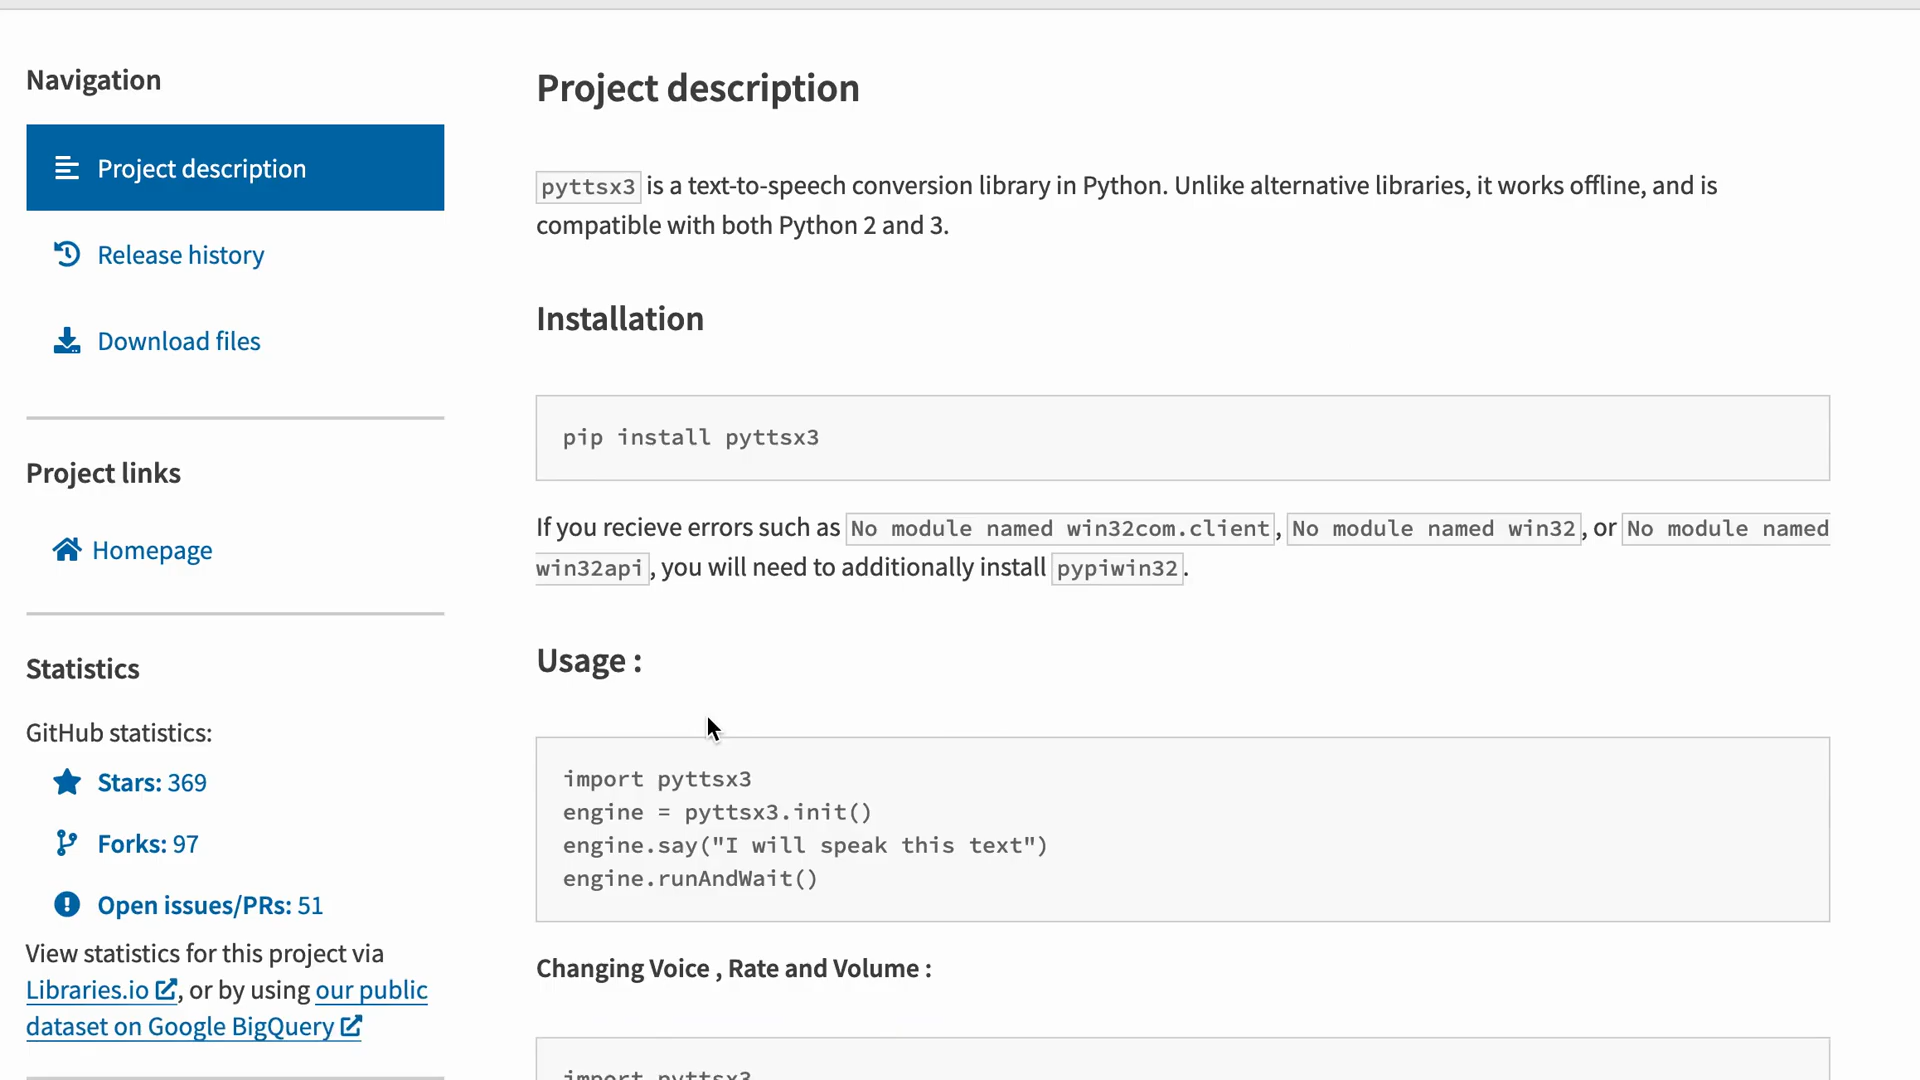 Navigation
Project description
Release history
Download files
Project links
Homepage
Statistics
GitHub statistics:
Stars: 369
Forks: 97
Open issues/PRs: 51
View statistics for this project via
Libraries.io, or by using our public
dataset on Google BigQuery
Project description
pyttsx3 is a text-to-speech conversion library in Python. Unlike alternative libraries, it works offline, and is
compatible with both Python 2 and 3.
Installation
pip install pyttsx3
If you recieve errors such as No module named win32com.client, No module named win32, or No module named
win32api, you will need to additionally install pypiwin32.
Usage :
import pyttsx3
engine = pyttsx3.init()
engine.say("I will speak this text")
engine.runAndWait()
Changing Voice , Rate and Volume :
import pyttsx3